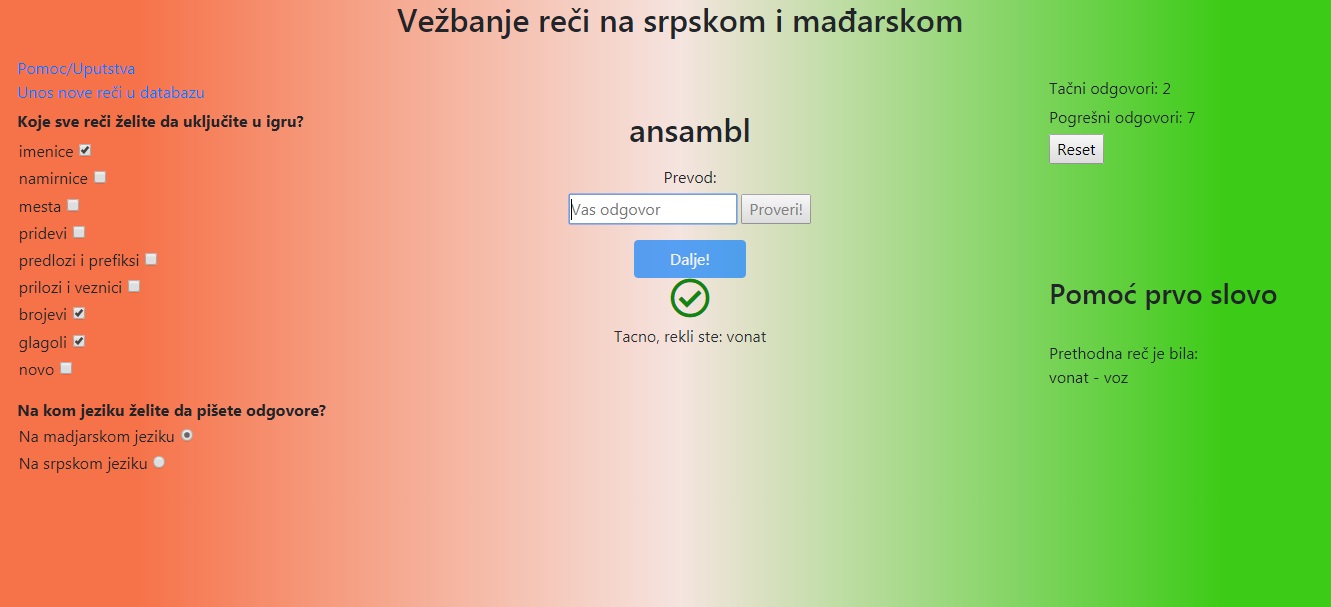 Vežbanje reči na srpskom i mađarskom
Pomoc/Uputstva
Unos nove reči u databazu
Koje sve reči želite da uključite u igru?
imenice
namirnice
mesta
pridevi
predlozi i prefiksi
prilozi i veznici
brojevi
glagoli
novo
Na kom jeziku želite da pišete odgovore?
Na madjarskom jeziku
Na srpskom jeziku
ansambl
Prevod:
Vas odgovor
Proveri!
Dalje!
Tacno, rekli ste: vonat
Tačni odgovori: 2
Pogrešni odgovori: 7
Reset
Pomoć prvo slovo
Prethodna reč je bila:
vonat - voz